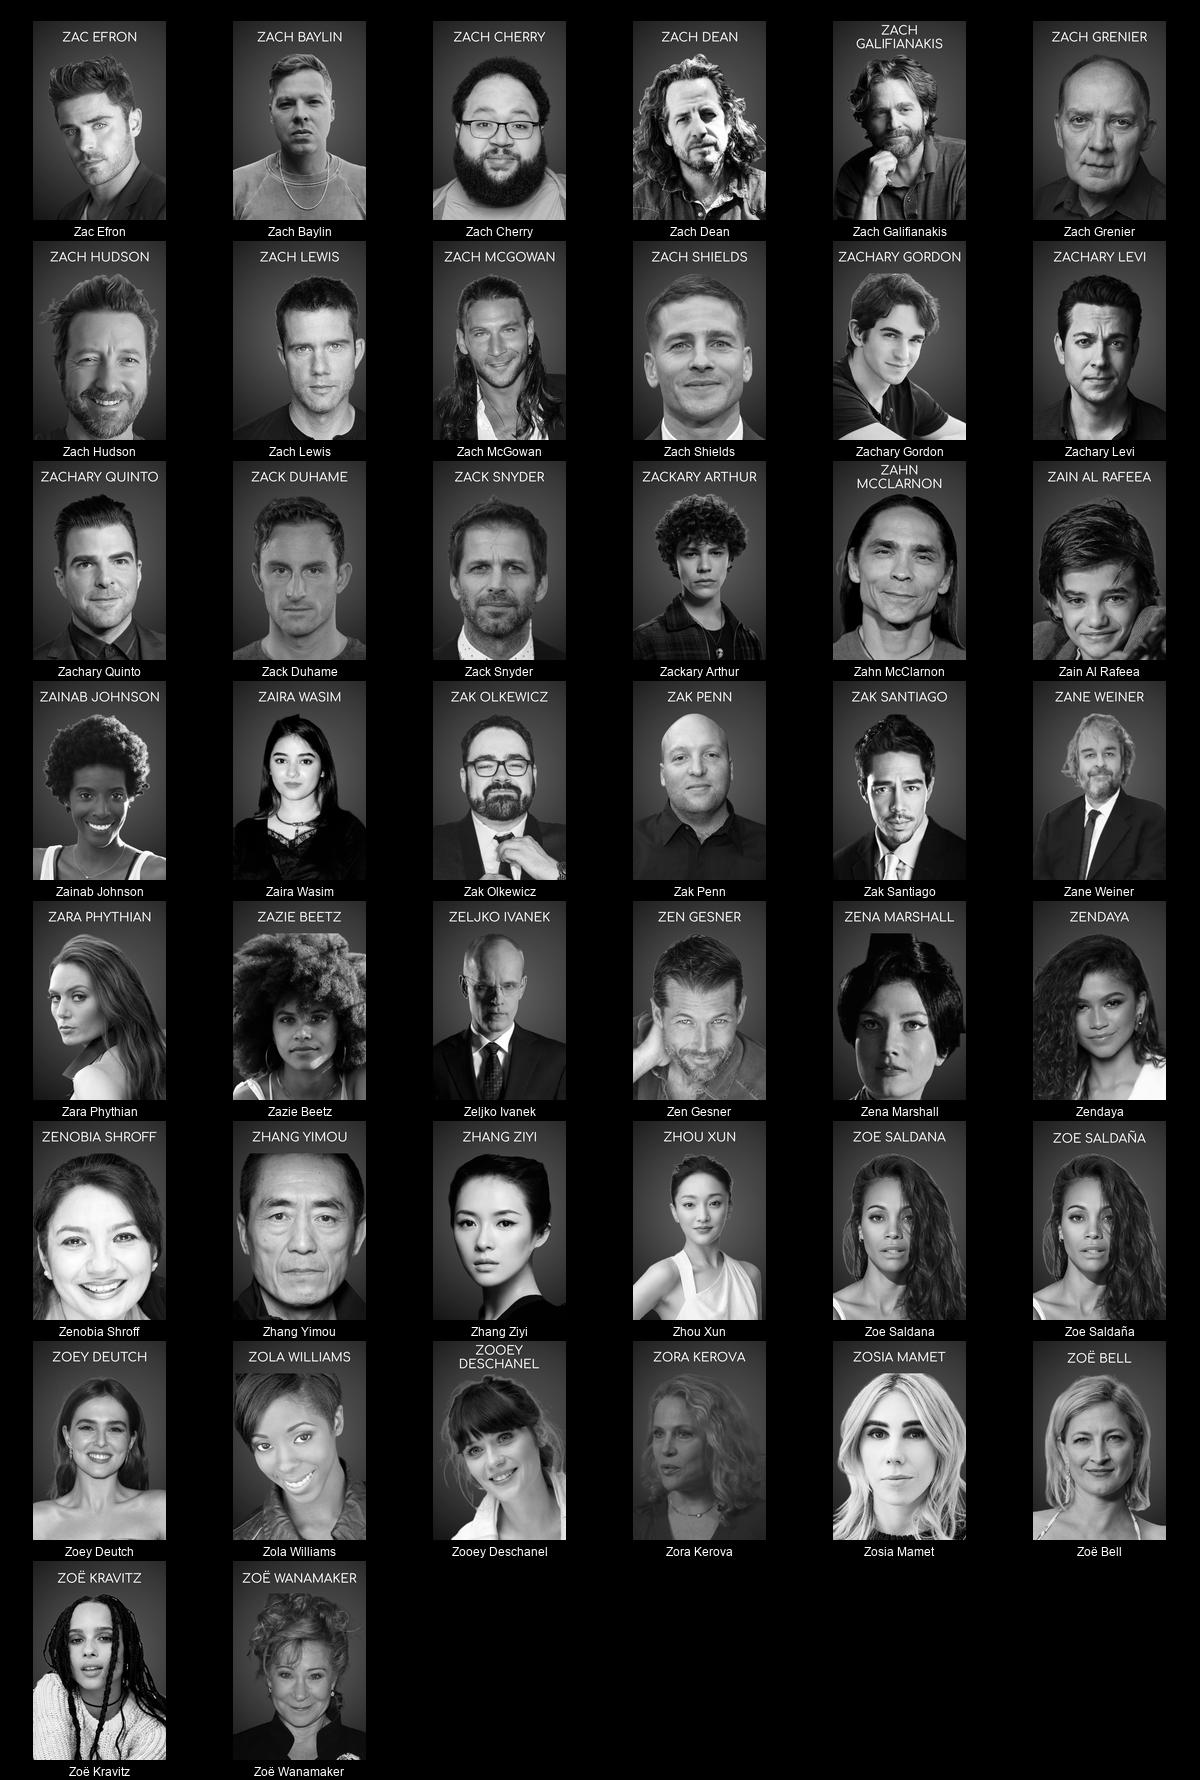 ZAC EFRON
ZACH BAYLIN
ZACH CHERRY
ZACH DEAN
ZACH
GALIFIANAKIS
ZACH GRENIER
Zac Efron
Zach Baylin
Zach Cherry
Zach Dean
Zach Galifianakis
Zach Grenier
ZACH HUDSON
ZACH LEWIS
ZACH MCGOWAN
ZACH SHIELDS
ZACHARY GORDON
ZACHARY LEVI
Zach Hudson
Zach Lewis
Zach McGowan
Zach Shields
Zachary Gordon
Zachary Levi
ZACHARY QUINTO
ZACK DUHAME
ZACK SNYDER
ZACKARY ARTHUR
ZAHN
MCCLARNON
ZAIN AL RAFEEA
Zachary Quinto
Zack Duhame
Zack Snyder
Zackary Arthur
Zahn McClarnon
Zain Al Rafeea
ZAINAB JOHNSON
ZAIRA WASIM
ZAK OLKEWICZ
ZAK PENN
ZAK SANTIAGO
ZANE WEINER
Zainab Johnson
Zaira Wasim
Zak Olkewicz
Zak Penn
Zak Santiago
Zane Weiner
ZARA PHYTHIAN
ZAZIE BEETZ
ZELJKO IVANEK
ZEN GESNER
ZENA MARSHALL
ZENDAYA
Zara Phythian
Zazie Beetz
Zeljko Ivanek
Zen Gesner
Zena Marshall
Zendaya
ZENOBIA SHROFF
ZHANG YIMOU
ZHANG ZIYI
ZHOU XUN
ZOE SALDANA
ZOE SALDAÑA
Zenobia Shroff
Zhang Yimou
Zhang Ziyi
Zhou Xun
Zoe Saldana
Zoe Saldaña
ZOEY DEUTCH
ZOLA WILLIAMS
ZOOEY
DESCHANEL
ZORA KEROVA
ZOSIA MAMET
ZOË BELL
Zoey Deutch
Zola Williams
Zooey Deschanel
Zora Kerova
Zosia Mamet
Zoë Bell
ZOË KRAVITZ
ZOË WANAMAKER
Zoë Kravitz
Zoë Wanamaker